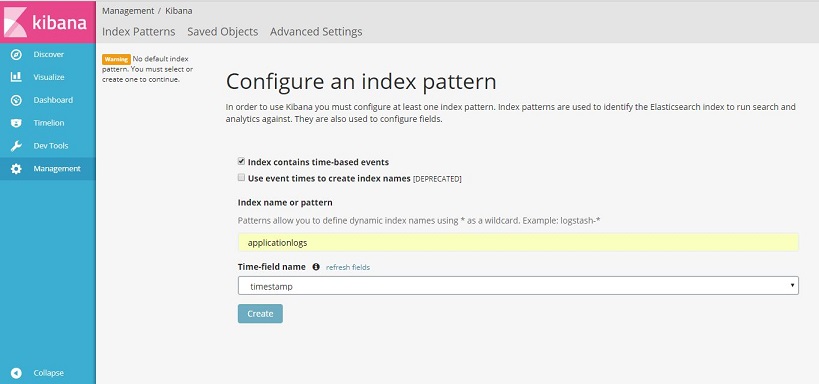 kibana
Discover
Visualize
Dashboard
Timelion
Dev Tools
Management
Collapse
Management / Kibana
Index Patterns Saved Objects Advanced Settings
Warning No default index
pattern. You must select or
create one to continue.
Configure an index pattern
In order to use Kibana you must configure at least one index pattern. Index patterns are used to identify the Elasticsearch index to run search and
analytics against. They are also used to configure fields.
Index contains time-based events
Use event times to create index names [DEPRECATED]
Index name or pattern
Patterns allow you to define dynamic index names using * as a wildcard. Example: logstash-*
applicationlogs
Time-field name refresh fields
timestamp
Create